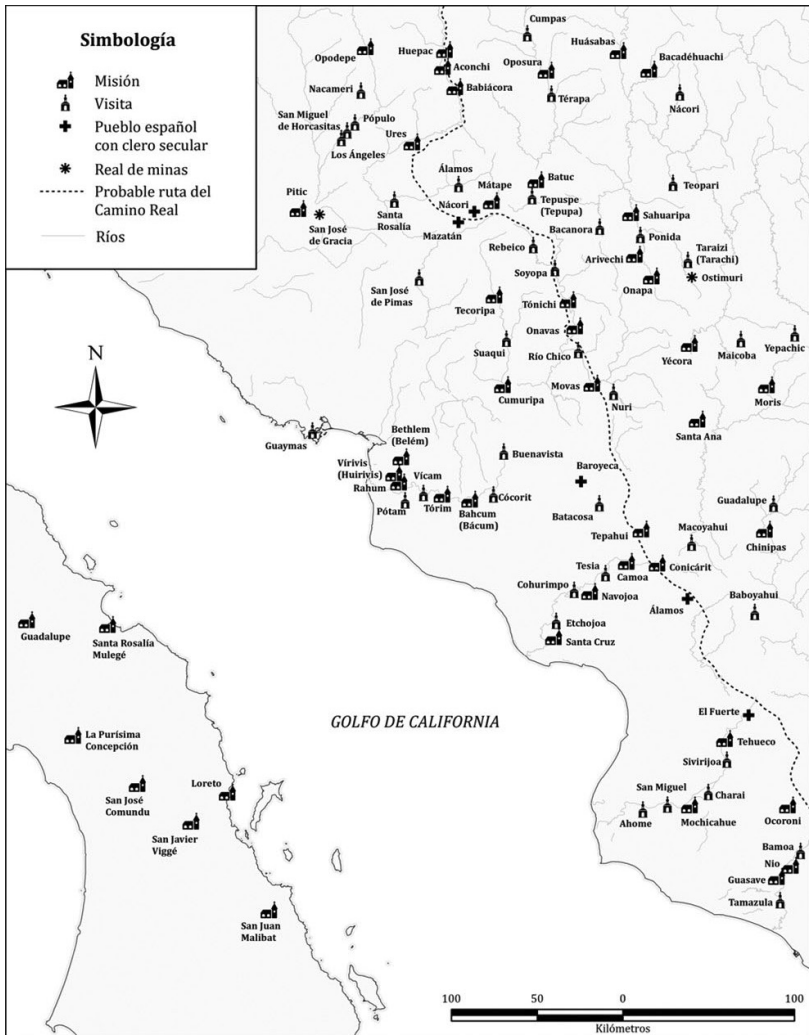 Simbología
Misión
Visita
Pueblo español
con clero secular
Real de minas
Probable ruta del
Camino Real
Ríos
Cumpas
Opodepe
Huepac
Oposura
Huásabas
Aconchi
Bacadéhuachi
Nacameri
Babiácora
Térapa
Nácori
San Miguel
de Horcasitas
Pópulo
Ures
Los Ángeles
Álamos
Batuc
Teopari
Pitic
Mátape
Nácori
Tepuspe
(Tepupa)
San José
de Gracia
Santa
Rosalía
Mazatán
Sahuaripa
Bacanora
Ponida
Rebeico
Arivechi
Taraizi
(Tarachi)
Soyopa
Onapa
Ostimuri
San José
de Pimas
Tecoripa
Tónichi
Onavas
Suaqui
Río Chico
Yécora
Maicoba
Yepachic
N
Cumuripa
Movas
Nuri
Moris
Santa Ana
Guaymas
Bethlem
(Belém)
Buenavista
Vírivis
(Huirivis)
Vícam
Baroyeca
Rahum
Pótam
Tórim
Bahcum
(Bácum)
Cócorit
Batacosa
Guadalupe
Tepahui
Macoyahui
Chinipas
Tesia
Camoa
Conicárit
Cohurimpo
Navojoa
Álamos
Baboyahui
Etchojoa
Santa Cruz
Guadalupe
Santa Rosalía
Mulegé
GOLFO DE CALIFORNIA
El Fuerte
La Purísima
Concepción
Tehueco
Sivirijoa
San José
Comundu
Loreto
San Miguel
Charai
San Javier
Viggé
Ahome
Mochicahue
Ocoroni
Bamoa
Nio
Guasave
Tamazula
San Juan
Malibat
100
50
0
100
Kilómetros